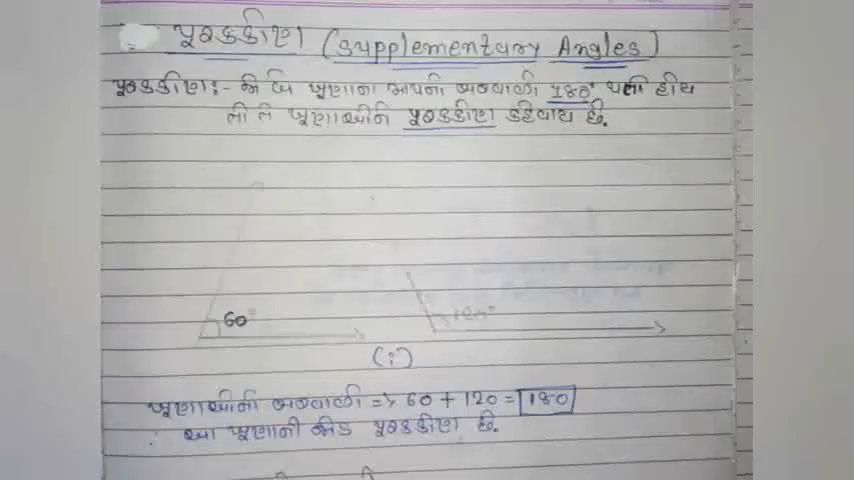 પૂરકકોણ (Supplementary Angles)
પૂરકકોણ :- જો બે ખૂણાના માપનો સરવાળો 180° થતો હોય
તો તે ખૂણાઓને પૂરકકોણ કહેવાય છે.
60° 120°
(i)
ખૂણાઓનો સરવાળો => 60 + 120 = 180
∴ આ ખૂણાની જોડ પૂરકકોણ છે.